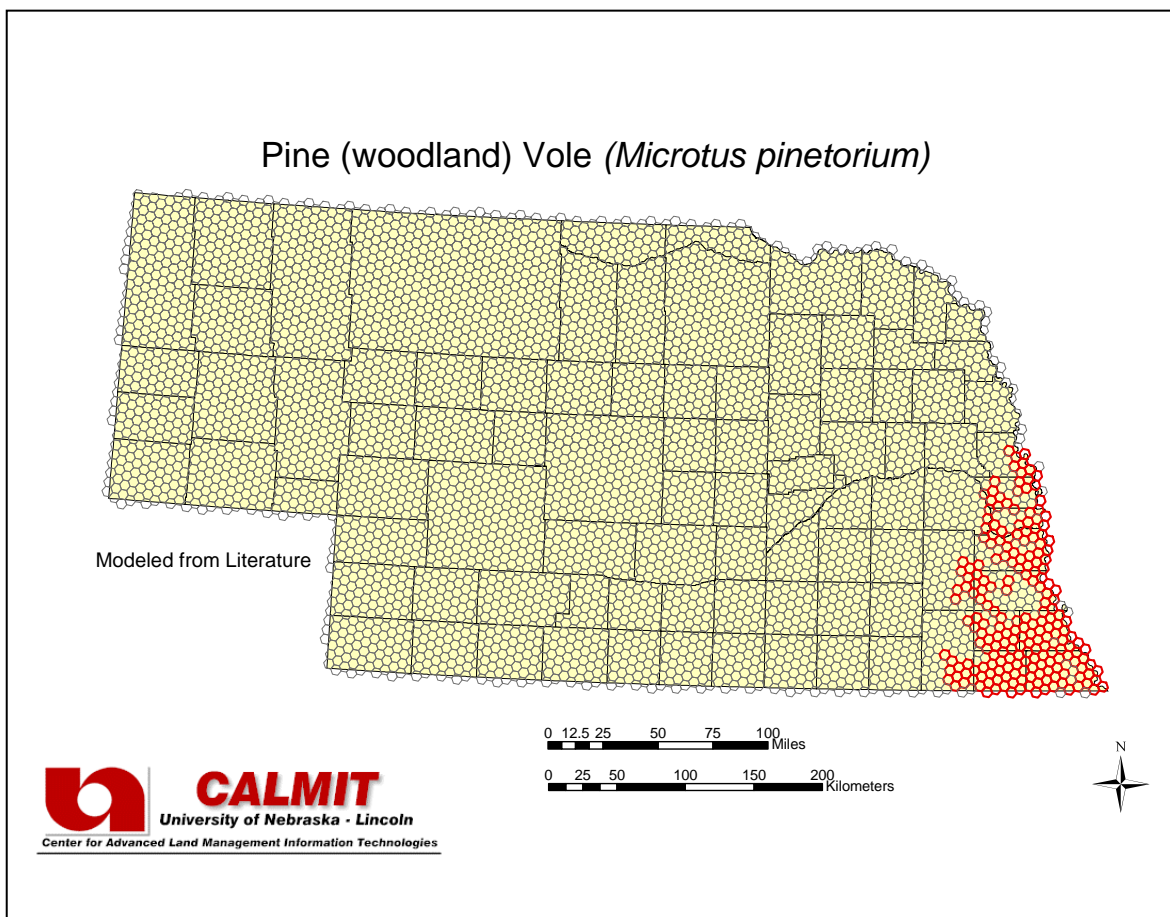 Pine (woodland) Vole (Microtus pinetorium)
Modeled from Literature
0 12.5 25 50 75 100
Miles
0 25 50 100 150 200
Kilometers
N
CALMIT
University of Nebraska - Lincoln
Center for Advanced Land Management Information Technologies